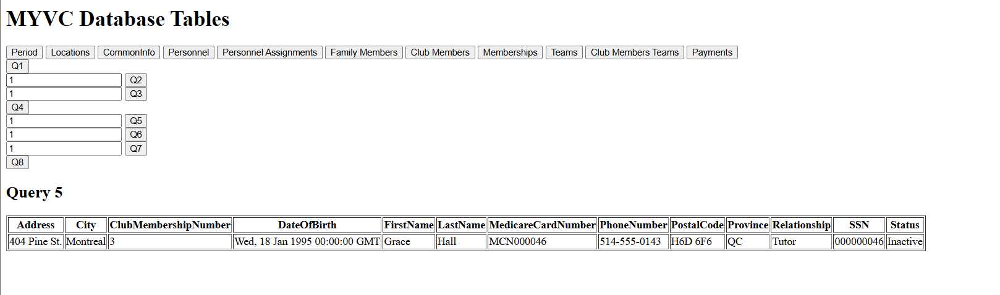 MYVC Database Tables
Period Locations CommonInfo Personnel Personnel Assignments Family Members Club Members Memberships Teams Club Members Teams Payments
Q1
1 Q2
1 Q3
Q4
1 Q5
1 Q6
1 Q7
Q8
Query 5
Address City ClubMembershipNumber DateOfBirth FirstName LastName MedicareCardNumber PhoneNumber PostalCode Province Relationship SSN Status
404 Pine St. Montreal 3 Wed, 18 Jan 1995 00:00:00 GMT Grace Hall MCN000046 514-555-0143 H6D 6F6 QC Tutor 000000046 Inactive